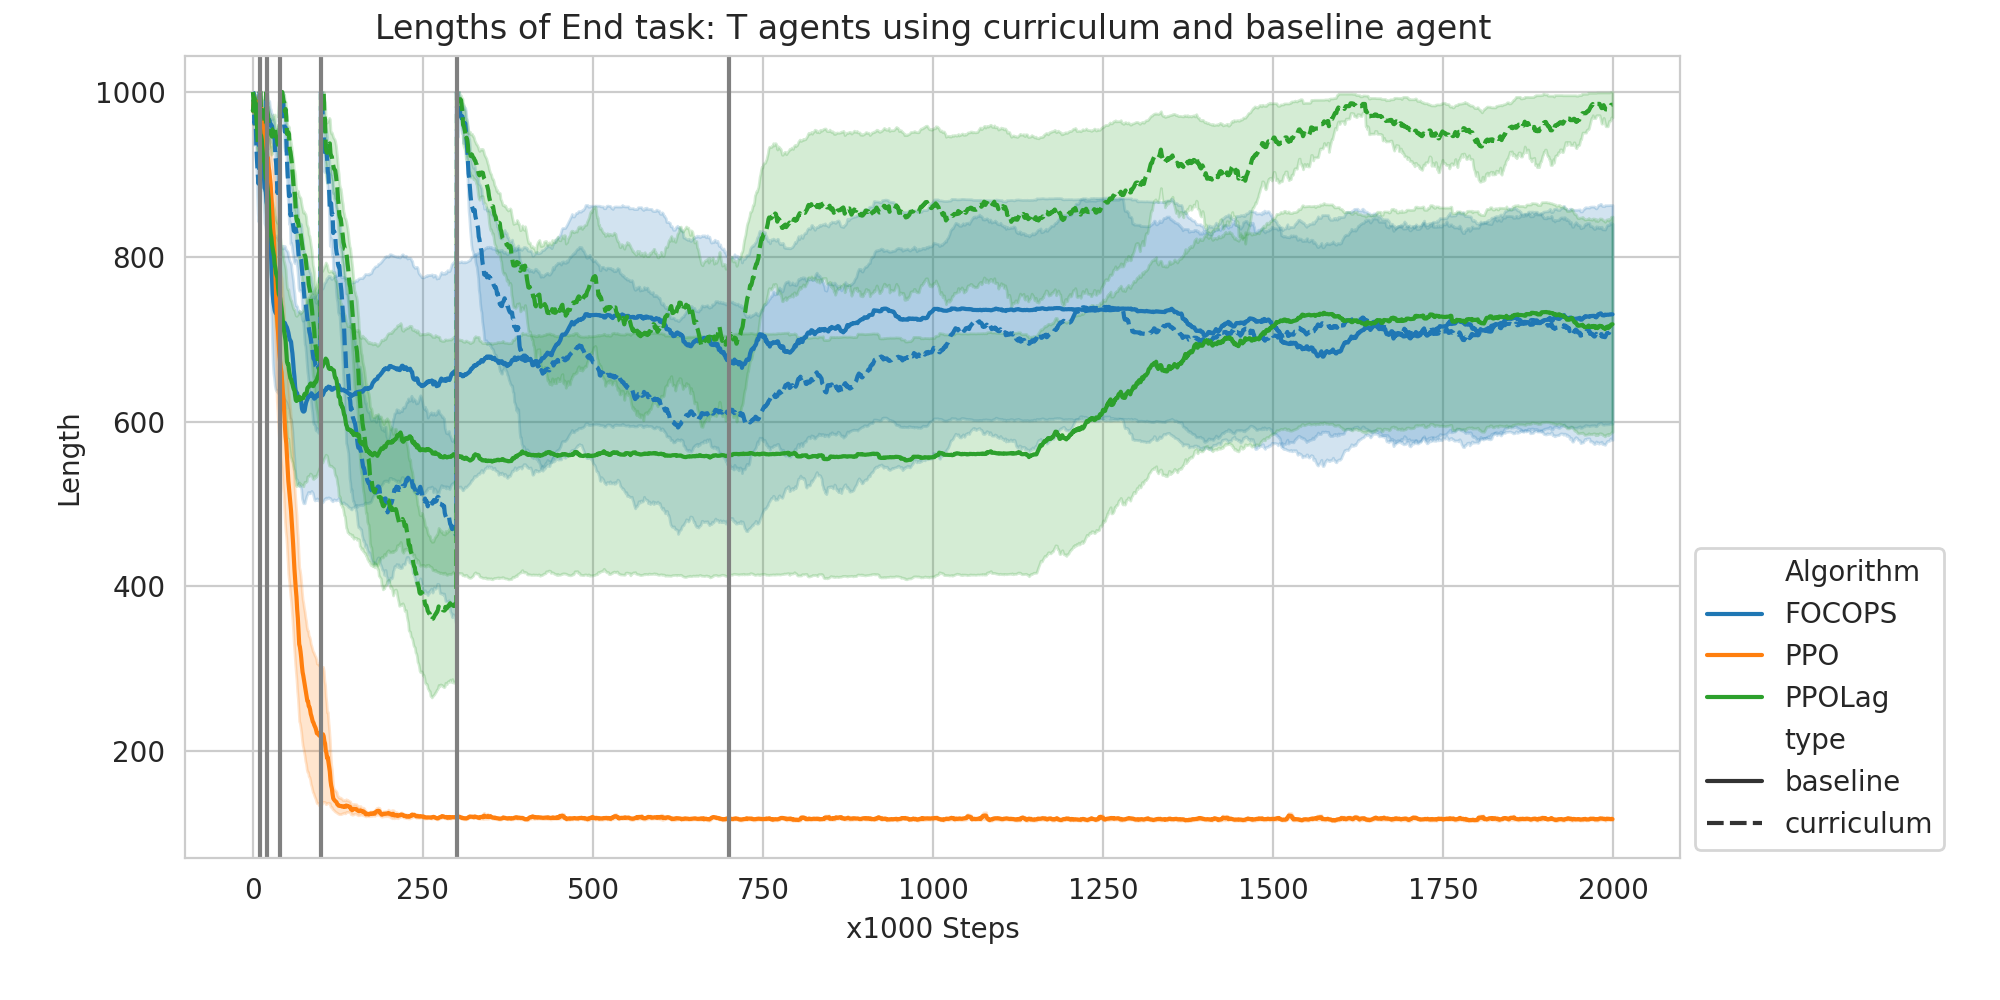 Lengths of End task: T agents using curriculum and baseline agent
1000
800
600
400
200
Length
0 250 500 750 1000 1250 1500 1750 2000
x1000 Steps
Algorithm
FOCOPS
PPO
PPOLag
type
baseline
curriculum